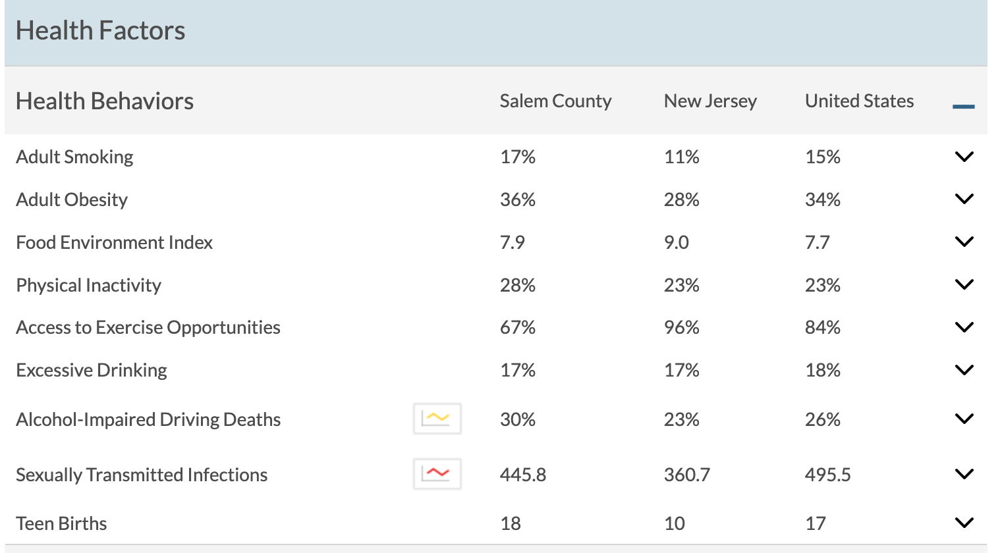 Health Factors
Health Behaviors Salem County New Jersey United States
Adult Smoking 17% 11% 15%
Adult Obesity 36% 28% 34%
Food Environment Index 7.9 9.0 7.7
Physical Inactivity 28% 23% 23%
Access to Exercise Opportunities 67% 96% 84%
Excessive Drinking 17% 17% 18%
Alcohol-Impaired Driving Deaths 30% 23% 26%
Sexually Transmitted Infections 445.8 360.7 495.5
Teen Births 18 10 17